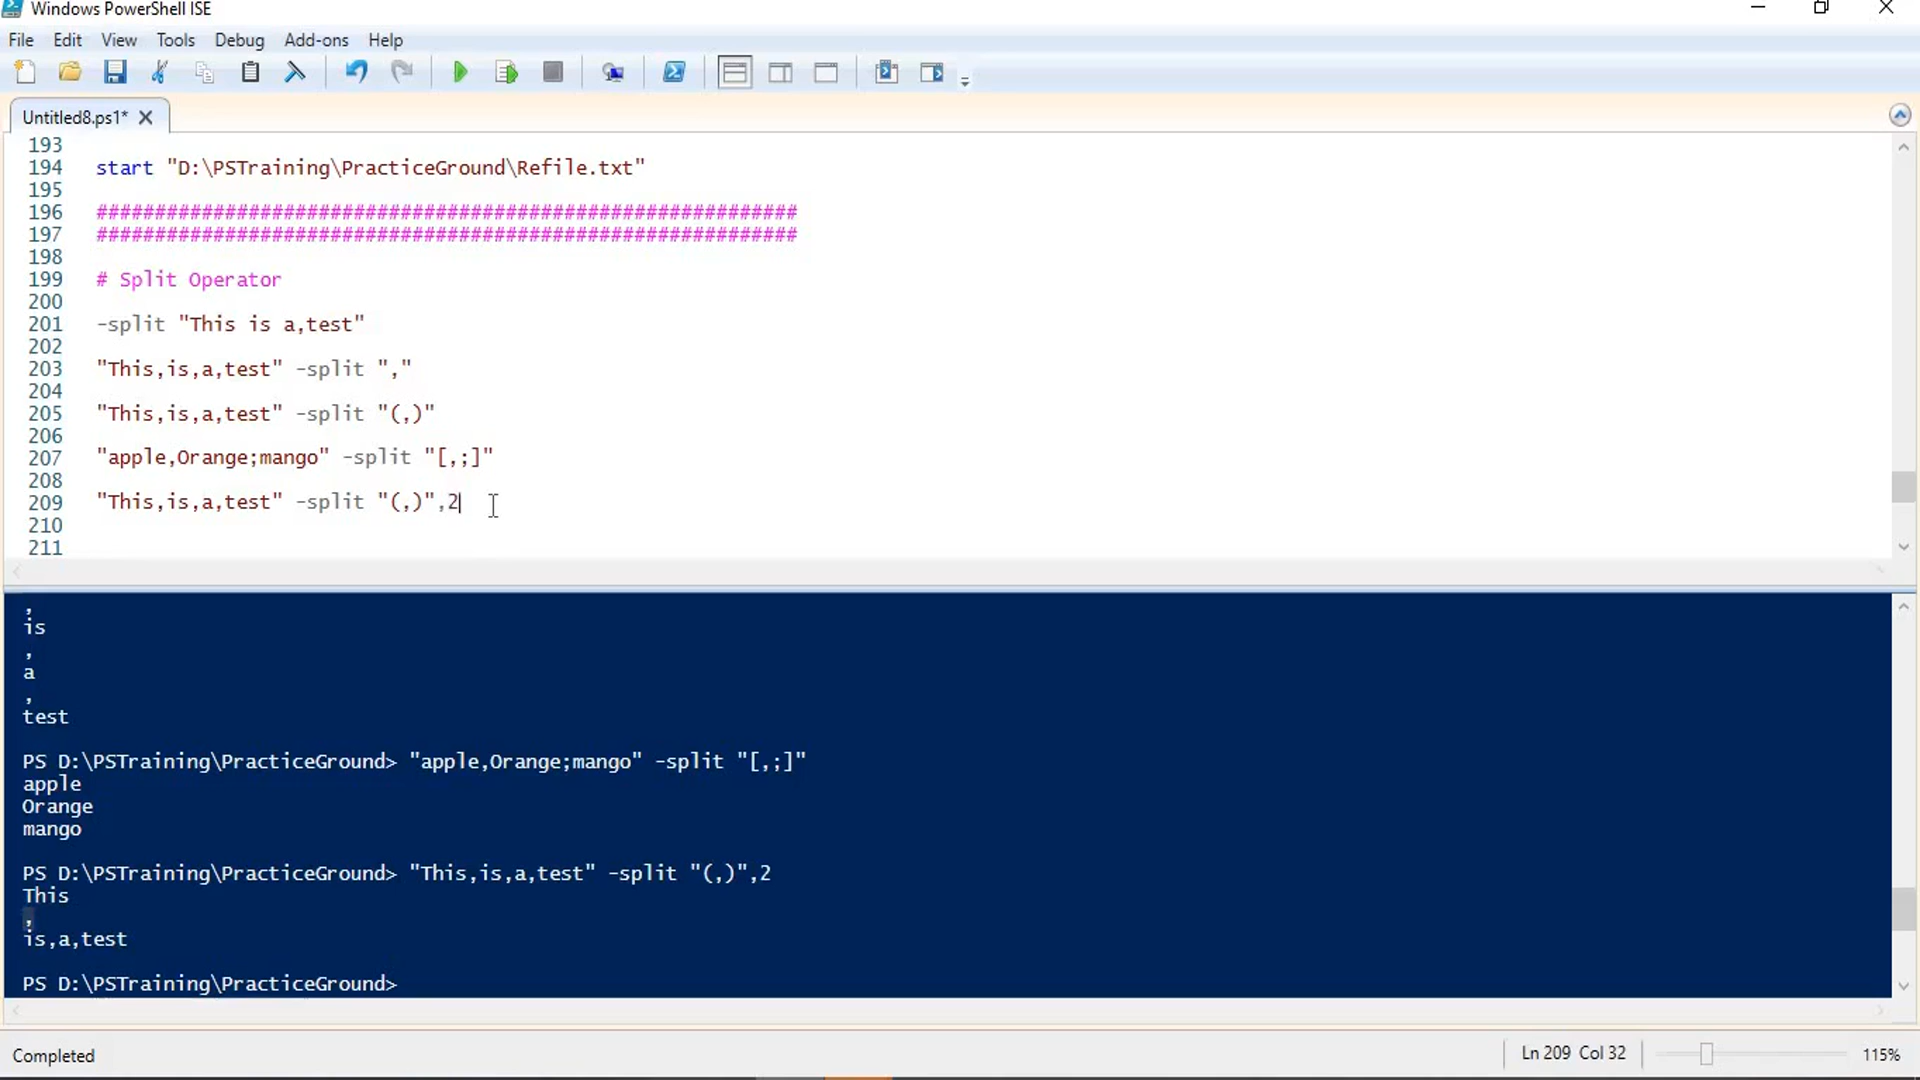 Windows PowerShell ISE
File Edit View Tools Debug Add-ons Help
Untitled8.ps1*
193
194 start "D:\PSTraining\PracticeGround\Refile.txt"
195
196 ############################################################
197 ############################################################
198
199 # Split Operator
200
201 -split "This is a,test"
202
203 "This,is,a,test" -split ","
204
205 "This,is,a,test" -split "(,)"
206
207 "apple,Orange;mango" -split "[,;]"
208
209 "This,is,a,test" -split "(,)",2
210
211
,
is
,
a
,
test
PS D:\PSTraining\PracticeGround> "apple,Orange;mango" -split "[,;]"
apple
Orange
mango
PS D:\PSTraining\PracticeGround> "This,is,a,test" -split "(,)",2
This
,
is,a,test
PS D:\PSTraining\PracticeGround>
Completed
Ln 209 Col 32
115%